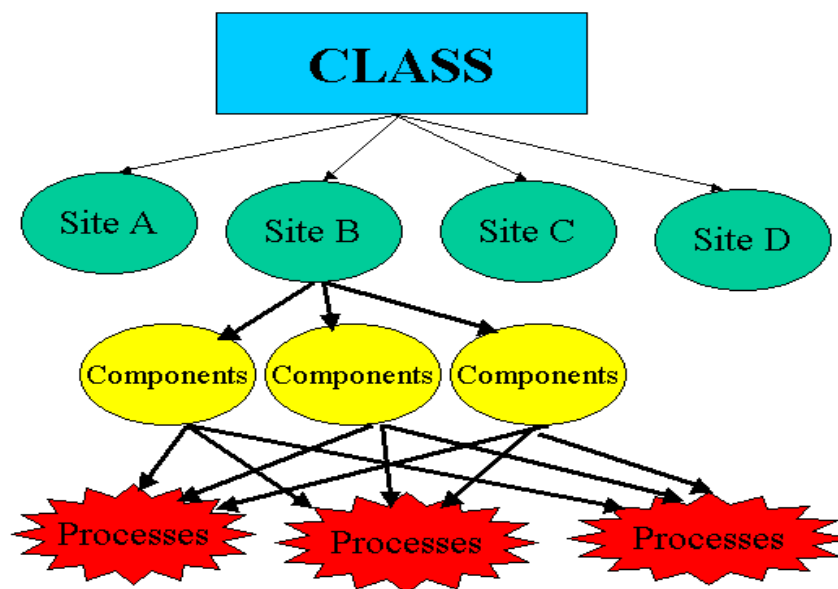 CLASS
Site A
Site B
Site C
Site D
Components
Components
Components
Processes
Processes
Processes